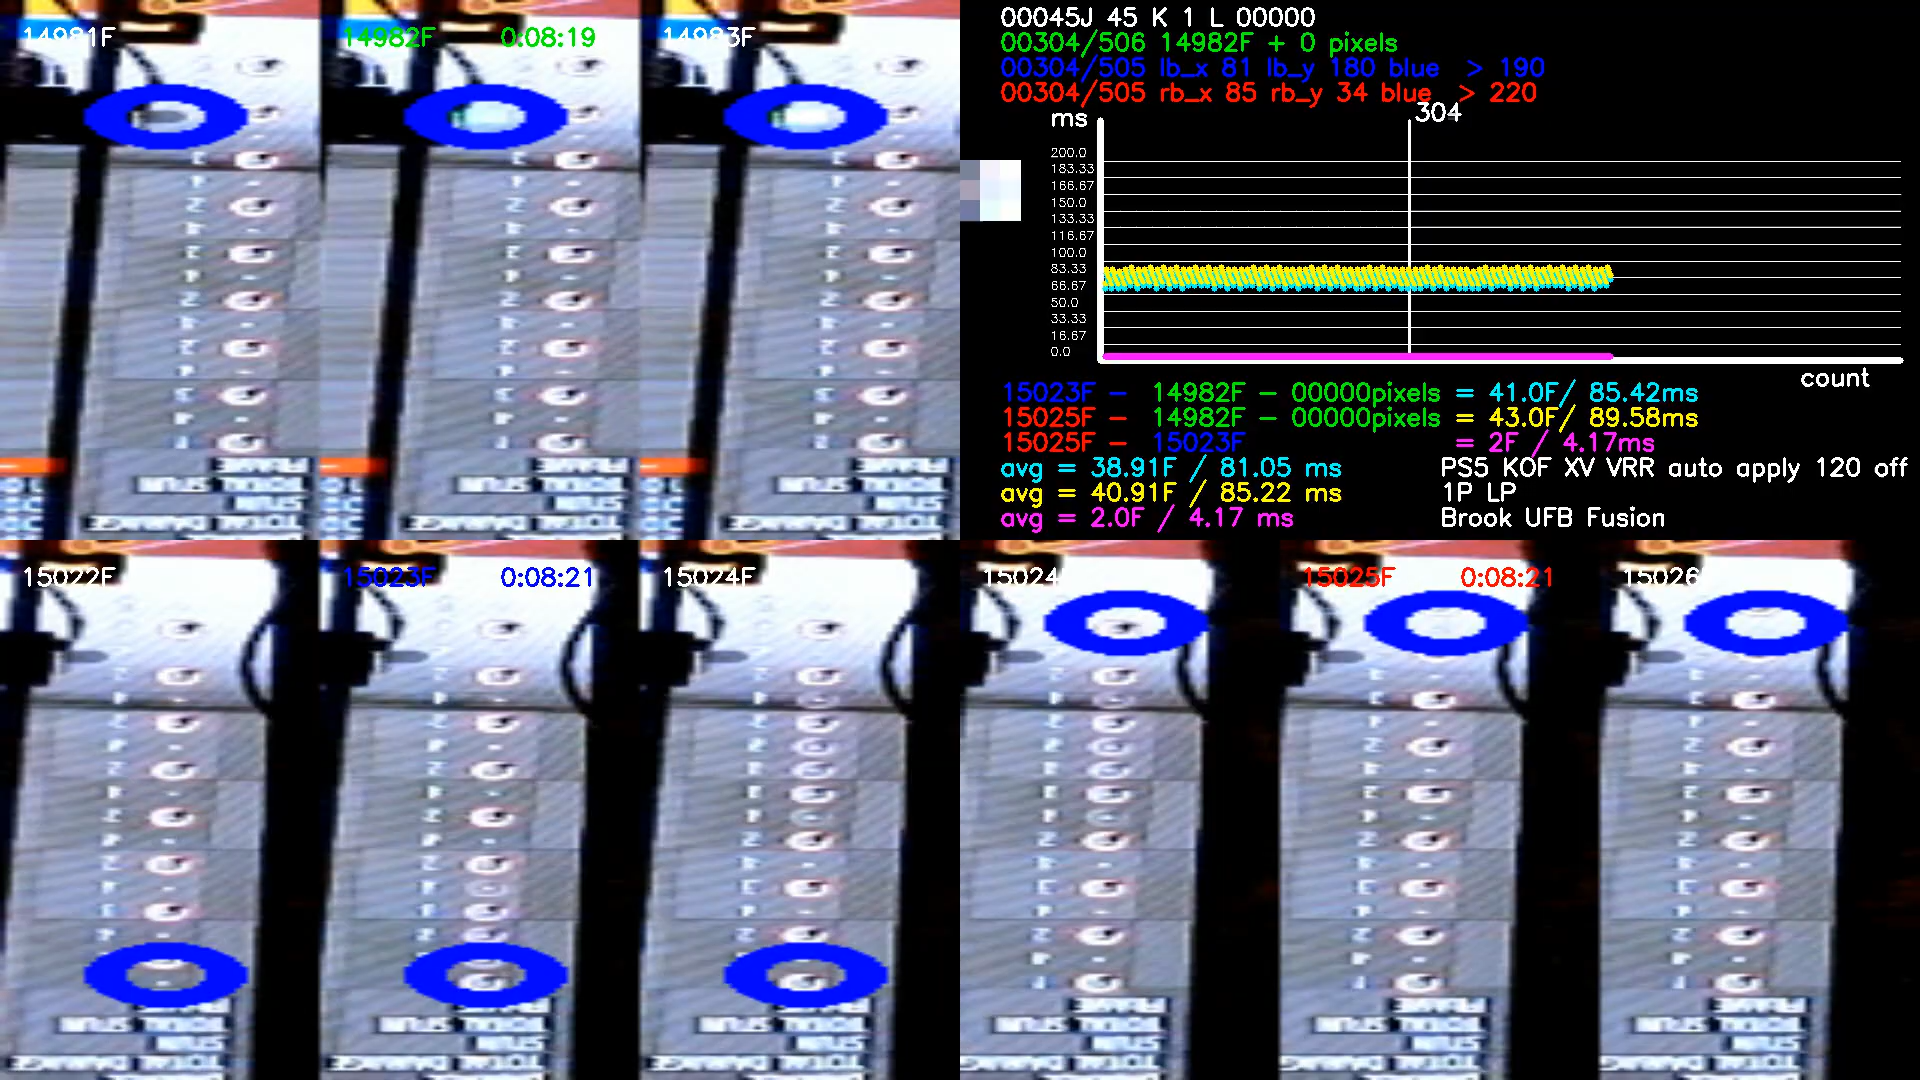 14981F
14982F 0:08:19
14983F
00045J 45 K 1 L 00000
00304/506 14982F + 0 pixels
00304/505 lb_x 81 lb_y 180 blue > 190
00304/505 rb_x 85 rb_y 34 blue > 220
304
ms
200.0
183.33
166.67
150.0
133.33
116.67
100.0
83.33
66.67
50.0
33.33
16.67
0.0
count
15023F - 14982F - 00000pixels = 41.0F/ 85.42ms
15025F - 14982F - 00000pixels = 43.0F/ 89.58ms
15025F - 15023F = 2F / 4.17ms
avg = 38.91F / 81.05 ms
avg = 40.91F / 85.22 ms
avg = 2.0F / 4.17 ms
PS5 KOF XV VRR auto apply 120 off
1P LP
Brook UFB Fusion
15022F
15023F 0:08:21
15024F
15024
15025F 0:08:21
15026